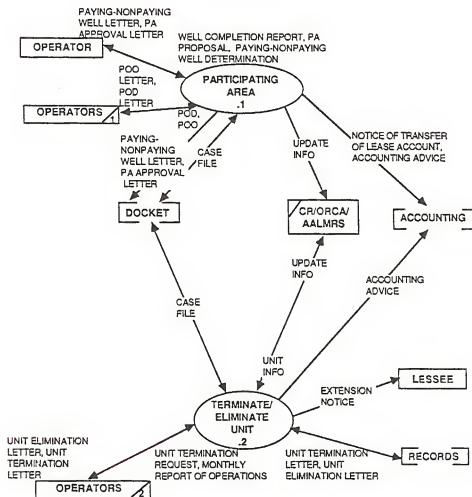 PAYING-NONPAYING
WELL LETTER, PA
APPROVAL LETTER
OPERATOR
WELL COMPLETION REPORT, PA
PROPOSAL, PAYING-NONPAYING
WELL DETERMINATION
POO
LETTER,
POD
LETTER
PARTICIPATING
AREA
.1
OPERATORS
1
POD,
POO
PAYING-
NONPAYING
WELL LETTER,
PA APPROVAL
LETTER
CASE
FILE
UPDATE
INFO
NOTICE OF TRANSFER
OF LEASE ACCOUNT,
ACCOUNTING ADVICE
DOCKET
CR/ORCA/
AALMRS
ACCOUNTING
UPDATE
INFO
ACCOUNTING
ADVICE
CASE
FILE
UNIT
INFO
LESSEE
EXTENSION
NOTICE
TERMINATE/
ELIMINATE
UNIT
.2
UNIT ELIMINATION
LETTER, UNIT
TERMINATION
LETTER
UNIT TERMINATION
REQUEST, MONTHLY
REPORT OF OPERATIONS
UNIT TERMINATION
LETTER, UNIT
ELIMINATION LETTER
RECORDS
OPERATORS
2